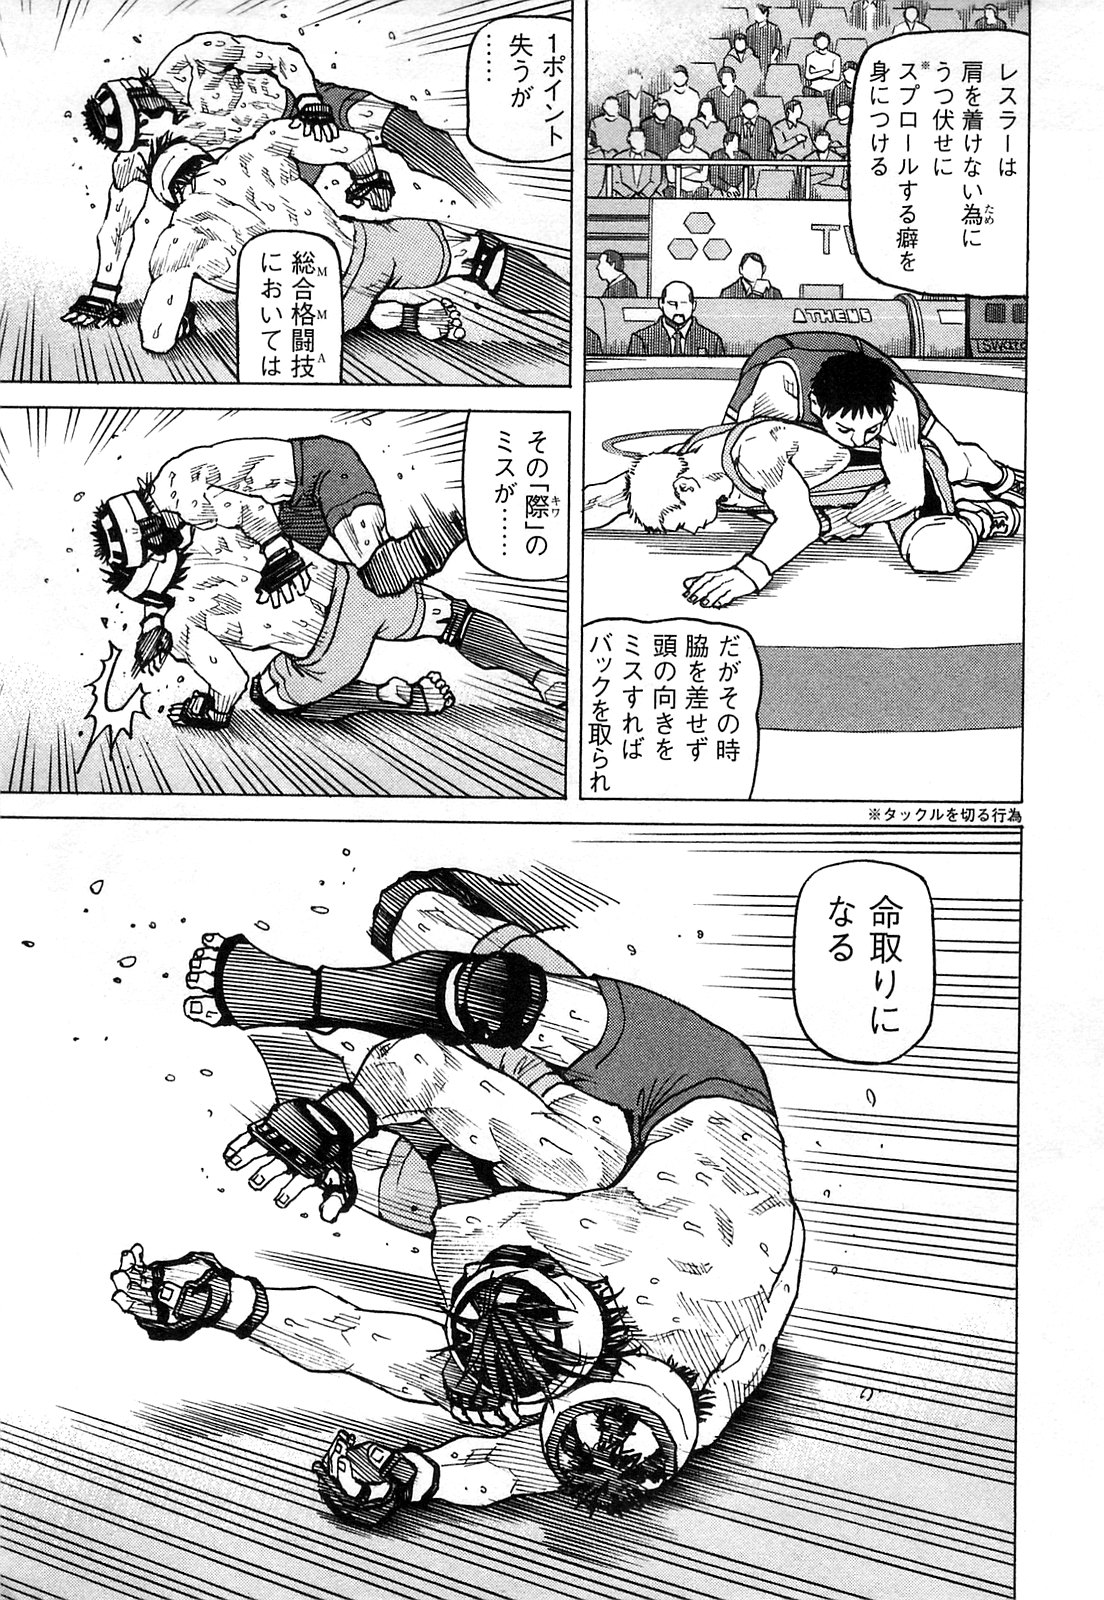 レスラーは
肩を着けない為に
ため
うつ伏せに
※スプロールする癖を
身につける
ATHENS
だがその時
脇を差せず
頭の向きを
ミスすれば
バックを取られ
※タックルを切る行為
1ポイント
失うが
……
総合格闘技
MMA
においては
その「際」の
キワ
ミスが……
命取りに
なる